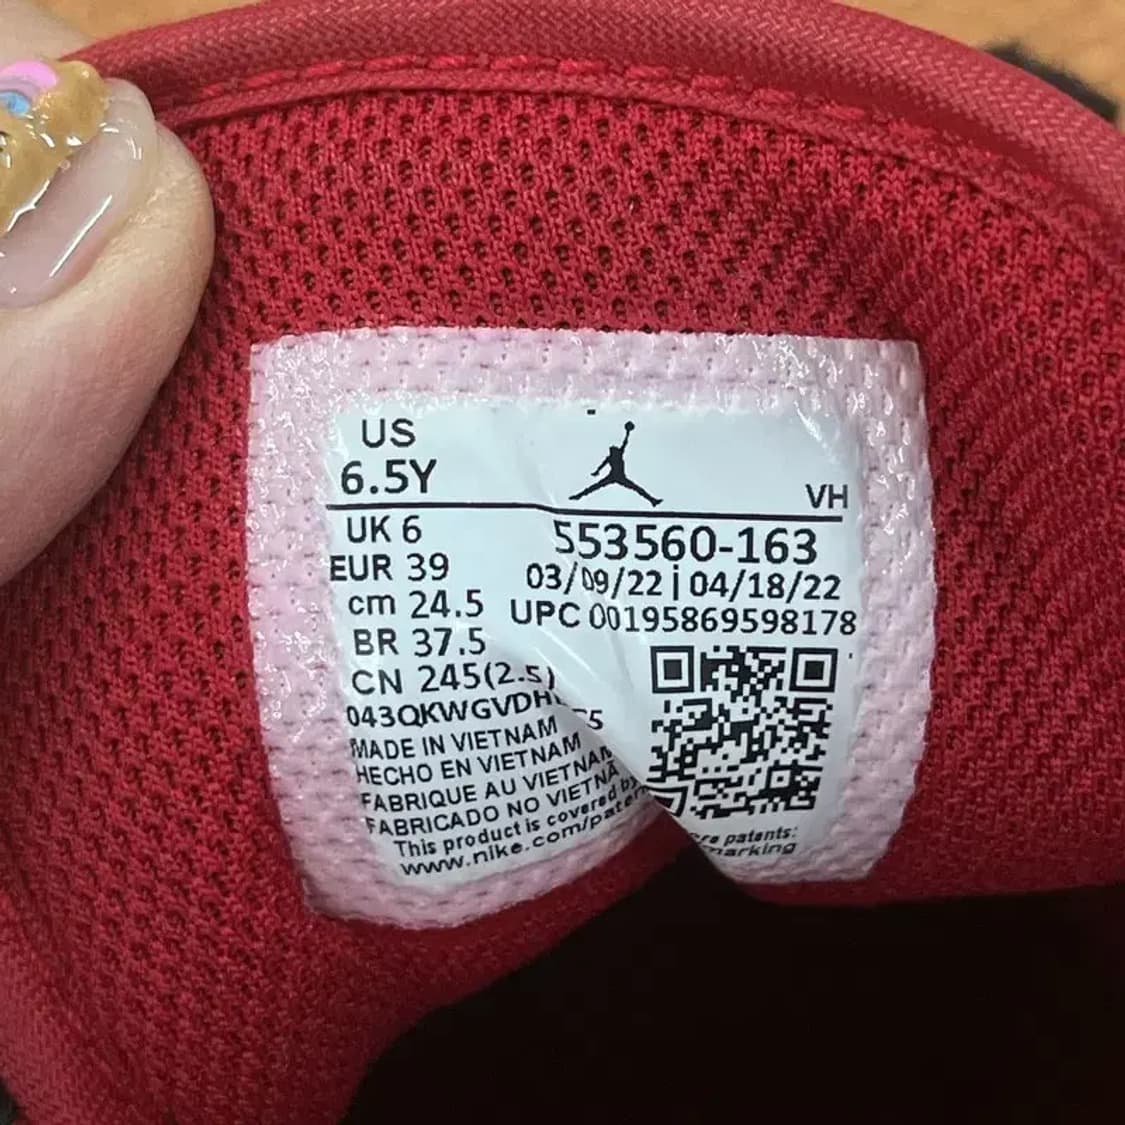 US
6.5Y
VH
UK 6
EUR 39
cm 24.5
BR 37.5
CN 245(2.5)
553560-163
03/09/22 | 04/18/22
UPC 00195869598178
MADE IN VIETNAM
HECHO EN VIETNAM
FABRIQUE AU VIETNAM
FABRICADO NO VIETNÃ
This product is covered by patents:
www.nike.com/